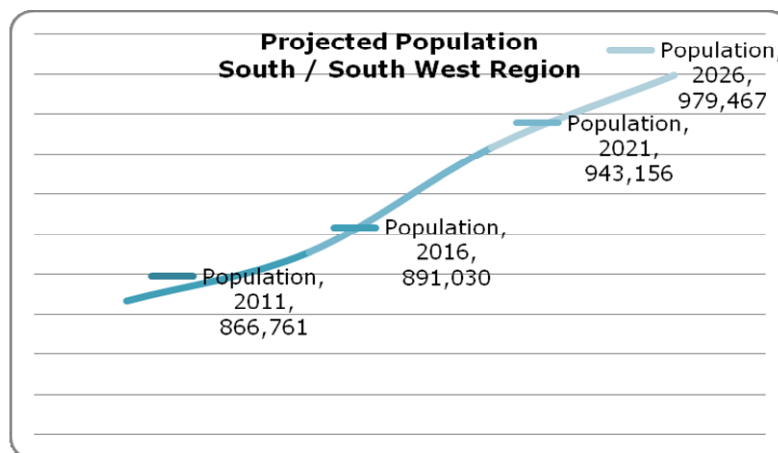 Projected Population
South / South West Region
Population,
2026,
979,467
Population,
2021,
943,156
Population,
2016,
891,030
Population,
2011,
866,761